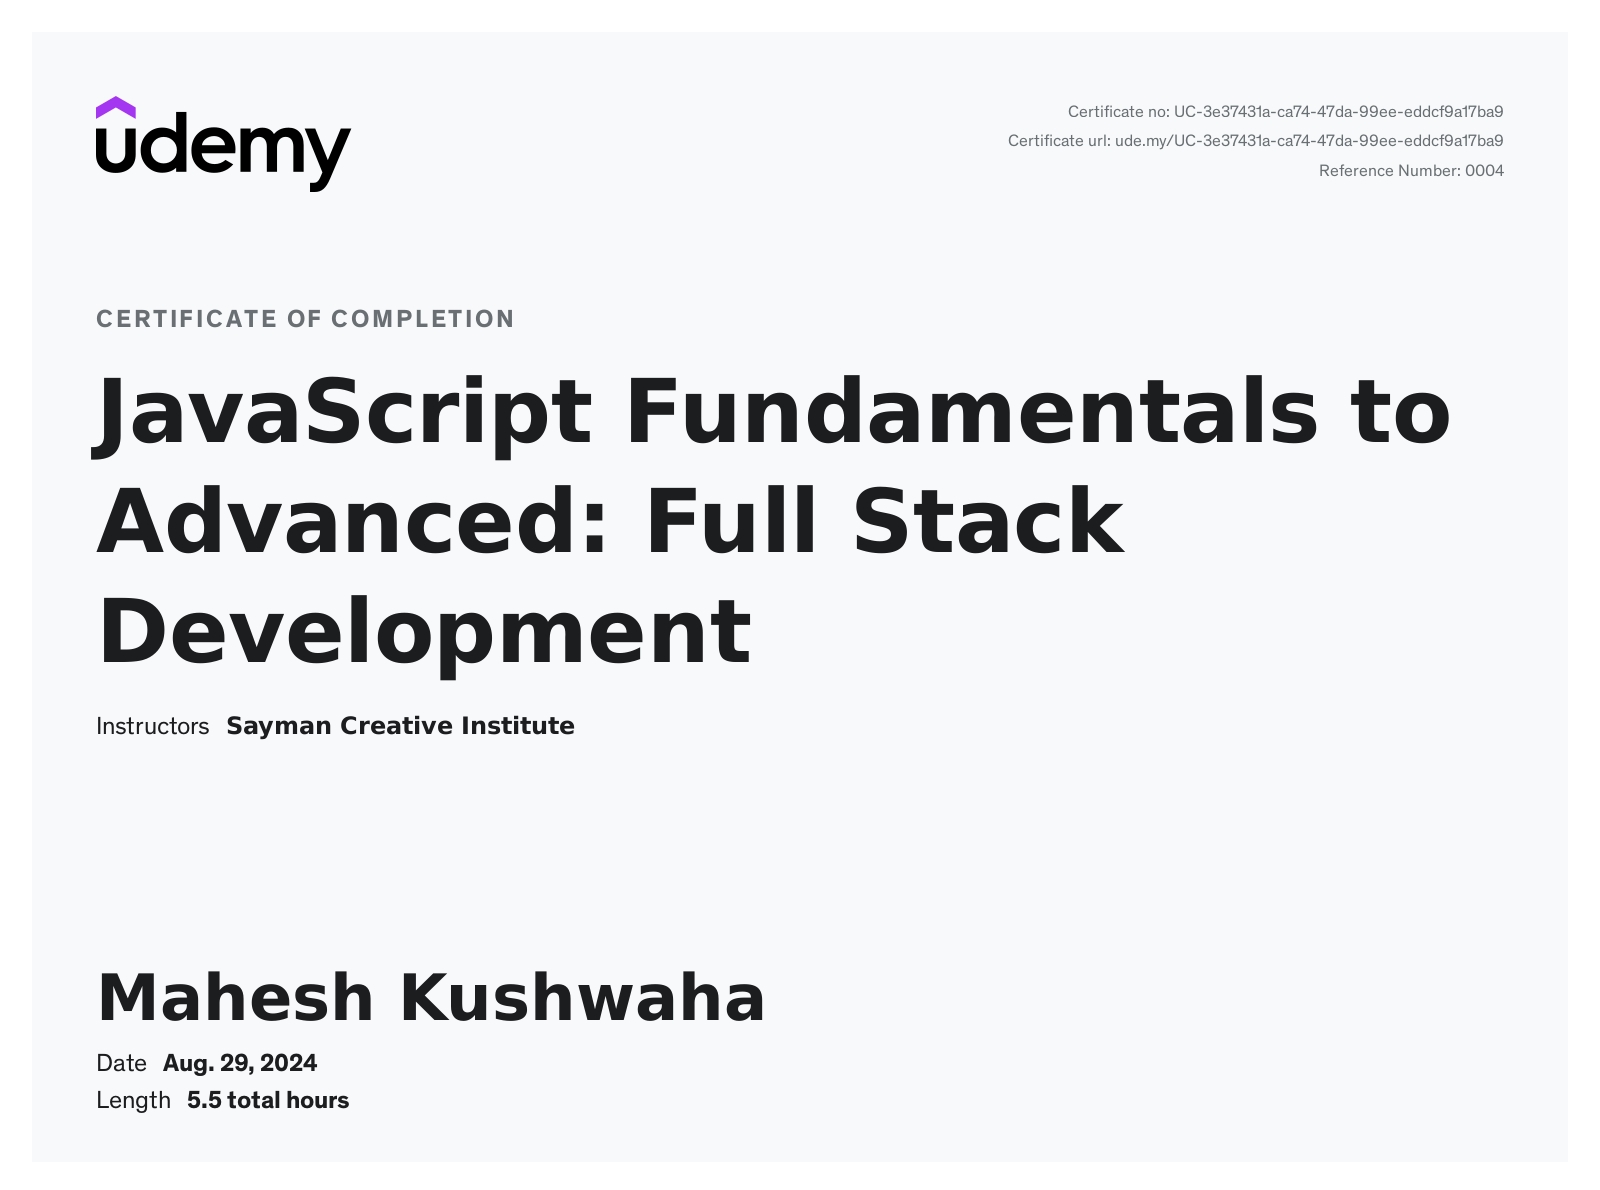 udemy
Certificate no: UC-3e37431a-ca74-47da-99ee-eddcf9a17ba9
Certificate url: ude.my/UC-3e37431a-ca74-47da-99ee-eddcf9a17ba9
Reference Number: 0004
CERTIFICATE OF COMPLETION
JavaScript Fundamentals to
Advanced: Full Stack
Development
Instructors Sayman Creative Institute
Mahesh Kushwaha
Date Aug. 29, 2024
Length 5.5 total hours